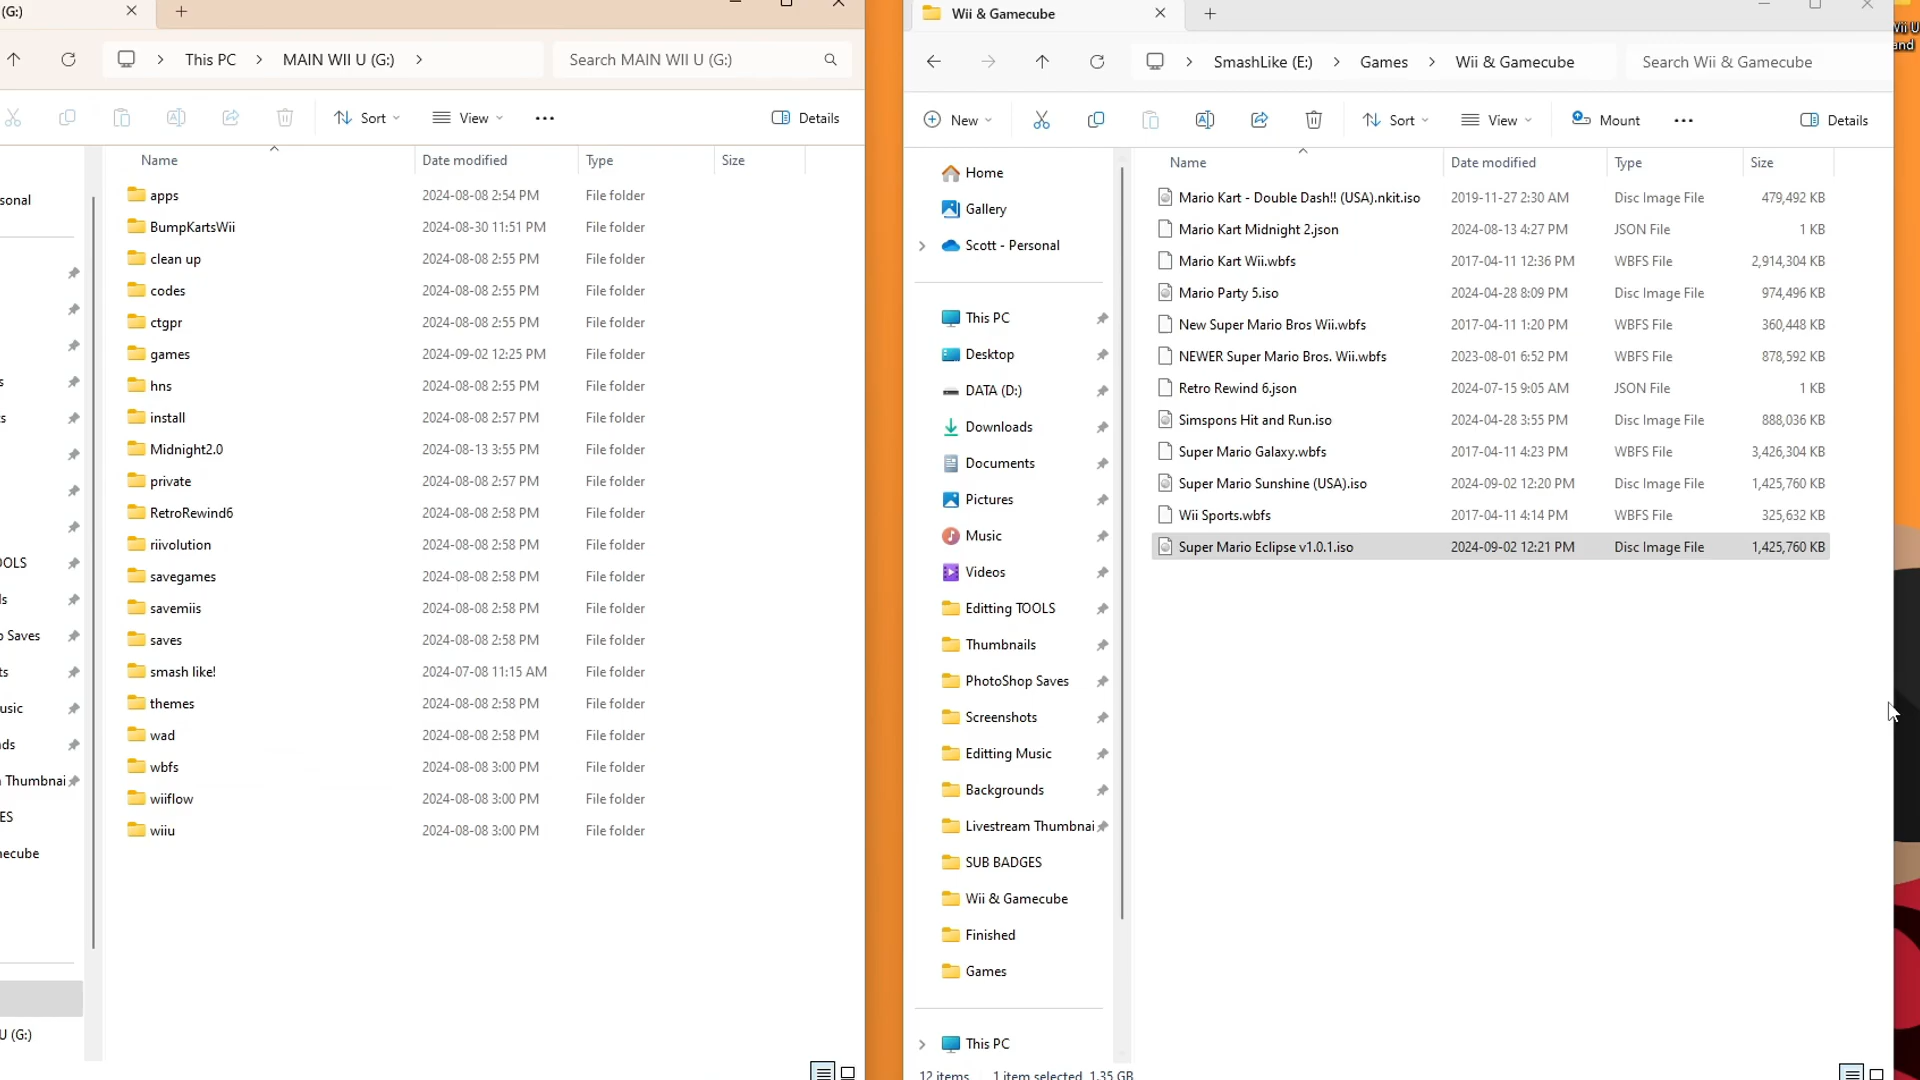 (G:)
This PC
MAIN WII U (G:)
Search MAIN WII U (G:)
Sort
View
Details
Name
Date modified
Type
Size
sonal
s
s
OOLS
ls
p Saves
ts
usic
ds
Thumbnai
ES
mecube
U (G:)
apps 2024-08-08 2:54 PM File folder
BumpKartsWii 2024-08-30 11:51 PM File folder
clean up 2024-08-08 2:55 PM File folder
codes 2024-08-08 2:55 PM File folder
ctgpr 2024-08-08 2:55 PM File folder
games 2024-09-02 12:25 PM File folder
hns 2024-08-08 2:55 PM File folder
install 2024-08-08 2:57 PM File folder
Midnight2.0 2024-08-13 3:55 PM File folder
private 2024-08-08 2:57 PM File folder
RetroRewind6 2024-08-08 2:58 PM File folder
riivolution 2024-08-08 2:58 PM File folder
savegames 2024-08-08 2:58 PM File folder
savemiis 2024-08-08 2:58 PM File folder
saves 2024-08-08 2:58 PM File folder
smash like! 2024-07-08 11:15 AM File folder
themes 2024-08-08 2:58 PM File folder
wad 2024-08-08 2:58 PM File folder
wbfs 2024-08-08 3:00 PM File folder
wiiflow 2024-08-08 3:00 PM File folder
wiiu 2024-08-08 3:00 PM File folder
Wii & Gamecube
SmashLike (E:)
Games
Wii & Gamecube
Search Wii & Gamecube
New
Sort
View
Mount
Details
Home
Gallery
Scott - Personal
This PC
Desktop
DATA (D:)
Downloads
Documents
Pictures
Music
Videos
Editting TOOLS
Thumbnails
PhotoShop Saves
Screenshots
Editting Music
Backgrounds
Livestream Thumbnai
SUB BADGES
Wii & Gamecube
Finished
Games
This PC
Name
Date modified
Type
Size
Mario Kart - Double Dash!! (USA).nkit.iso 2019-11-27 2:30 AM Disc Image File 479,492 KB
Mario Kart Midnight 2.json 2024-08-13 4:27 PM JSON File 1 KB
Mario Kart Wii.wbfs 2017-04-11 12:36 PM WBFS File 2,914,304 KB
Mario Party 5.iso 2024-04-28 8:09 PM Disc Image File 974,496 KB
New Super Mario Bros Wii.wbfs 2017-04-11 1:20 PM WBFS File 360,448 KB
NEWER Super Mario Bros. Wii.wbfs 2023-08-01 6:52 PM WBFS File 878,592 KB
Retro Rewind 6.json 2024-07-15 9:05 AM JSON File 1 KB
Simspons Hit and Run.iso 2024-04-28 3:55 PM Disc Image File 888,036 KB
Super Mario Galaxy.wbfs 2017-04-11 4:23 PM WBFS File 3,426,304 KB
Super Mario Sunshine (USA).iso 2024-09-02 12:20 PM Disc Image File 1,425,760 KB
Wii Sports.wbfs 2017-04-11 4:14 PM WBFS File 325,632 KB
Super Mario Eclipse v1.0.1.iso 2024-09-02 12:21 PM Disc Image File 1,425,760 KB
12 items 1 item selected 1.35 GB
Wii U
and